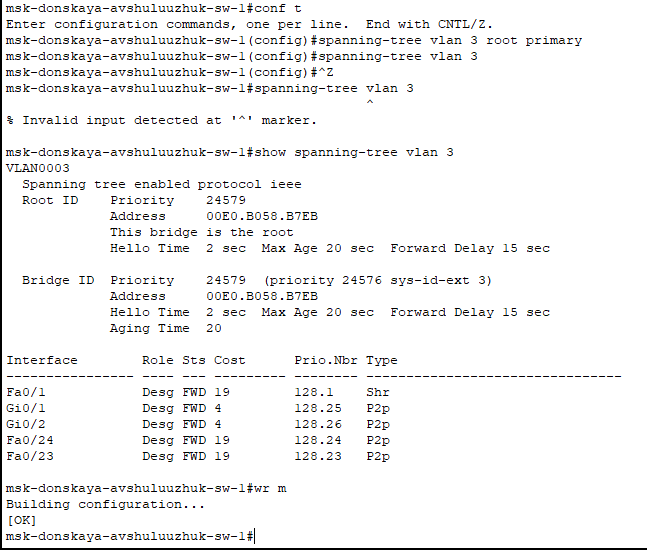 msk-donskaya-avshuluuzhuk-sw-1#conf t
Enter configuration commands, one per line.  End with CNTL/Z.
msk-donskaya-avshuluuzhuk-sw-1(config)#spanning-tree vlan 3 root primary
msk-donskaya-avshuluuzhuk-sw-1(config)#spanning-tree vlan 3
msk-donskaya-avshuluuzhuk-sw-1(config)#^Z
msk-donskaya-avshuluuzhuk-sw-1#spanning-tree vlan 3
                                             ^
% Invalid input detected at '^' marker.

msk-donskaya-avshuluuzhuk-sw-1#show spanning-tree vlan 3
VLAN0003
  Spanning tree enabled protocol ieee
  Root ID    Priority    24579
             Address     00E0.B058.B7EB
             This bridge is the root
             Hello Time  2 sec  Max Age 20 sec  Forward Delay 15 sec

  Bridge ID  Priority    24579  (priority 24576 sys-id-ext 3)
             Address     00E0.B058.B7EB
             Hello Time  2 sec  Max Age 20 sec  Forward Delay 15 sec
             Aging Time  20

Interface        Role Sts Cost      Prio.Nbr Type
---------------- ---- --- --------- -------- --------------------------------
Fa0/1            Desg FWD 19        128.1    Shr
Gi0/1            Desg FWD 4         128.25   P2p
Gi0/2            Desg FWD 4         128.26   P2p
Fa0/24           Desg FWD 19        128.24   P2p
Fa0/23           Desg FWD 19        128.23   P2p

msk-donskaya-avshuluuzhuk-sw-1#wr m
Building configuration...
[OK]
msk-donskaya-avshuluuzhuk-sw-1#